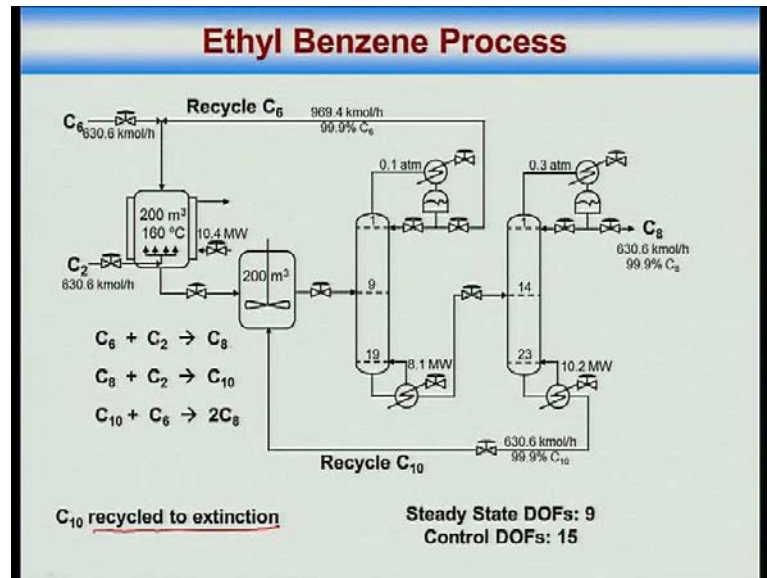 Ethyl Benzene Process
Recycle C₆
969.4 kmol/h
99.9% C₆
C₆
630.6 kmol/h
0.1 atm
0.3 atm
200 m³
160 ºC
10.4 MW
1
1
C₈
630.6 kmol/h
99.9% C₈
C₂
630.6 kmol/h
200 m³
9
14
C₆ + C₂ → C₈
19
8.1 MW
23
10.2 MW
C₈ + C₂ → C₁₀
C₁₀ + C₆ → 2C₈
630.6 kmol/h
99.9% C₁₀
Recycle C₁₀
C₁₀ recycled to extinction
Steady State DOFs: 9
Control DOFs: 15